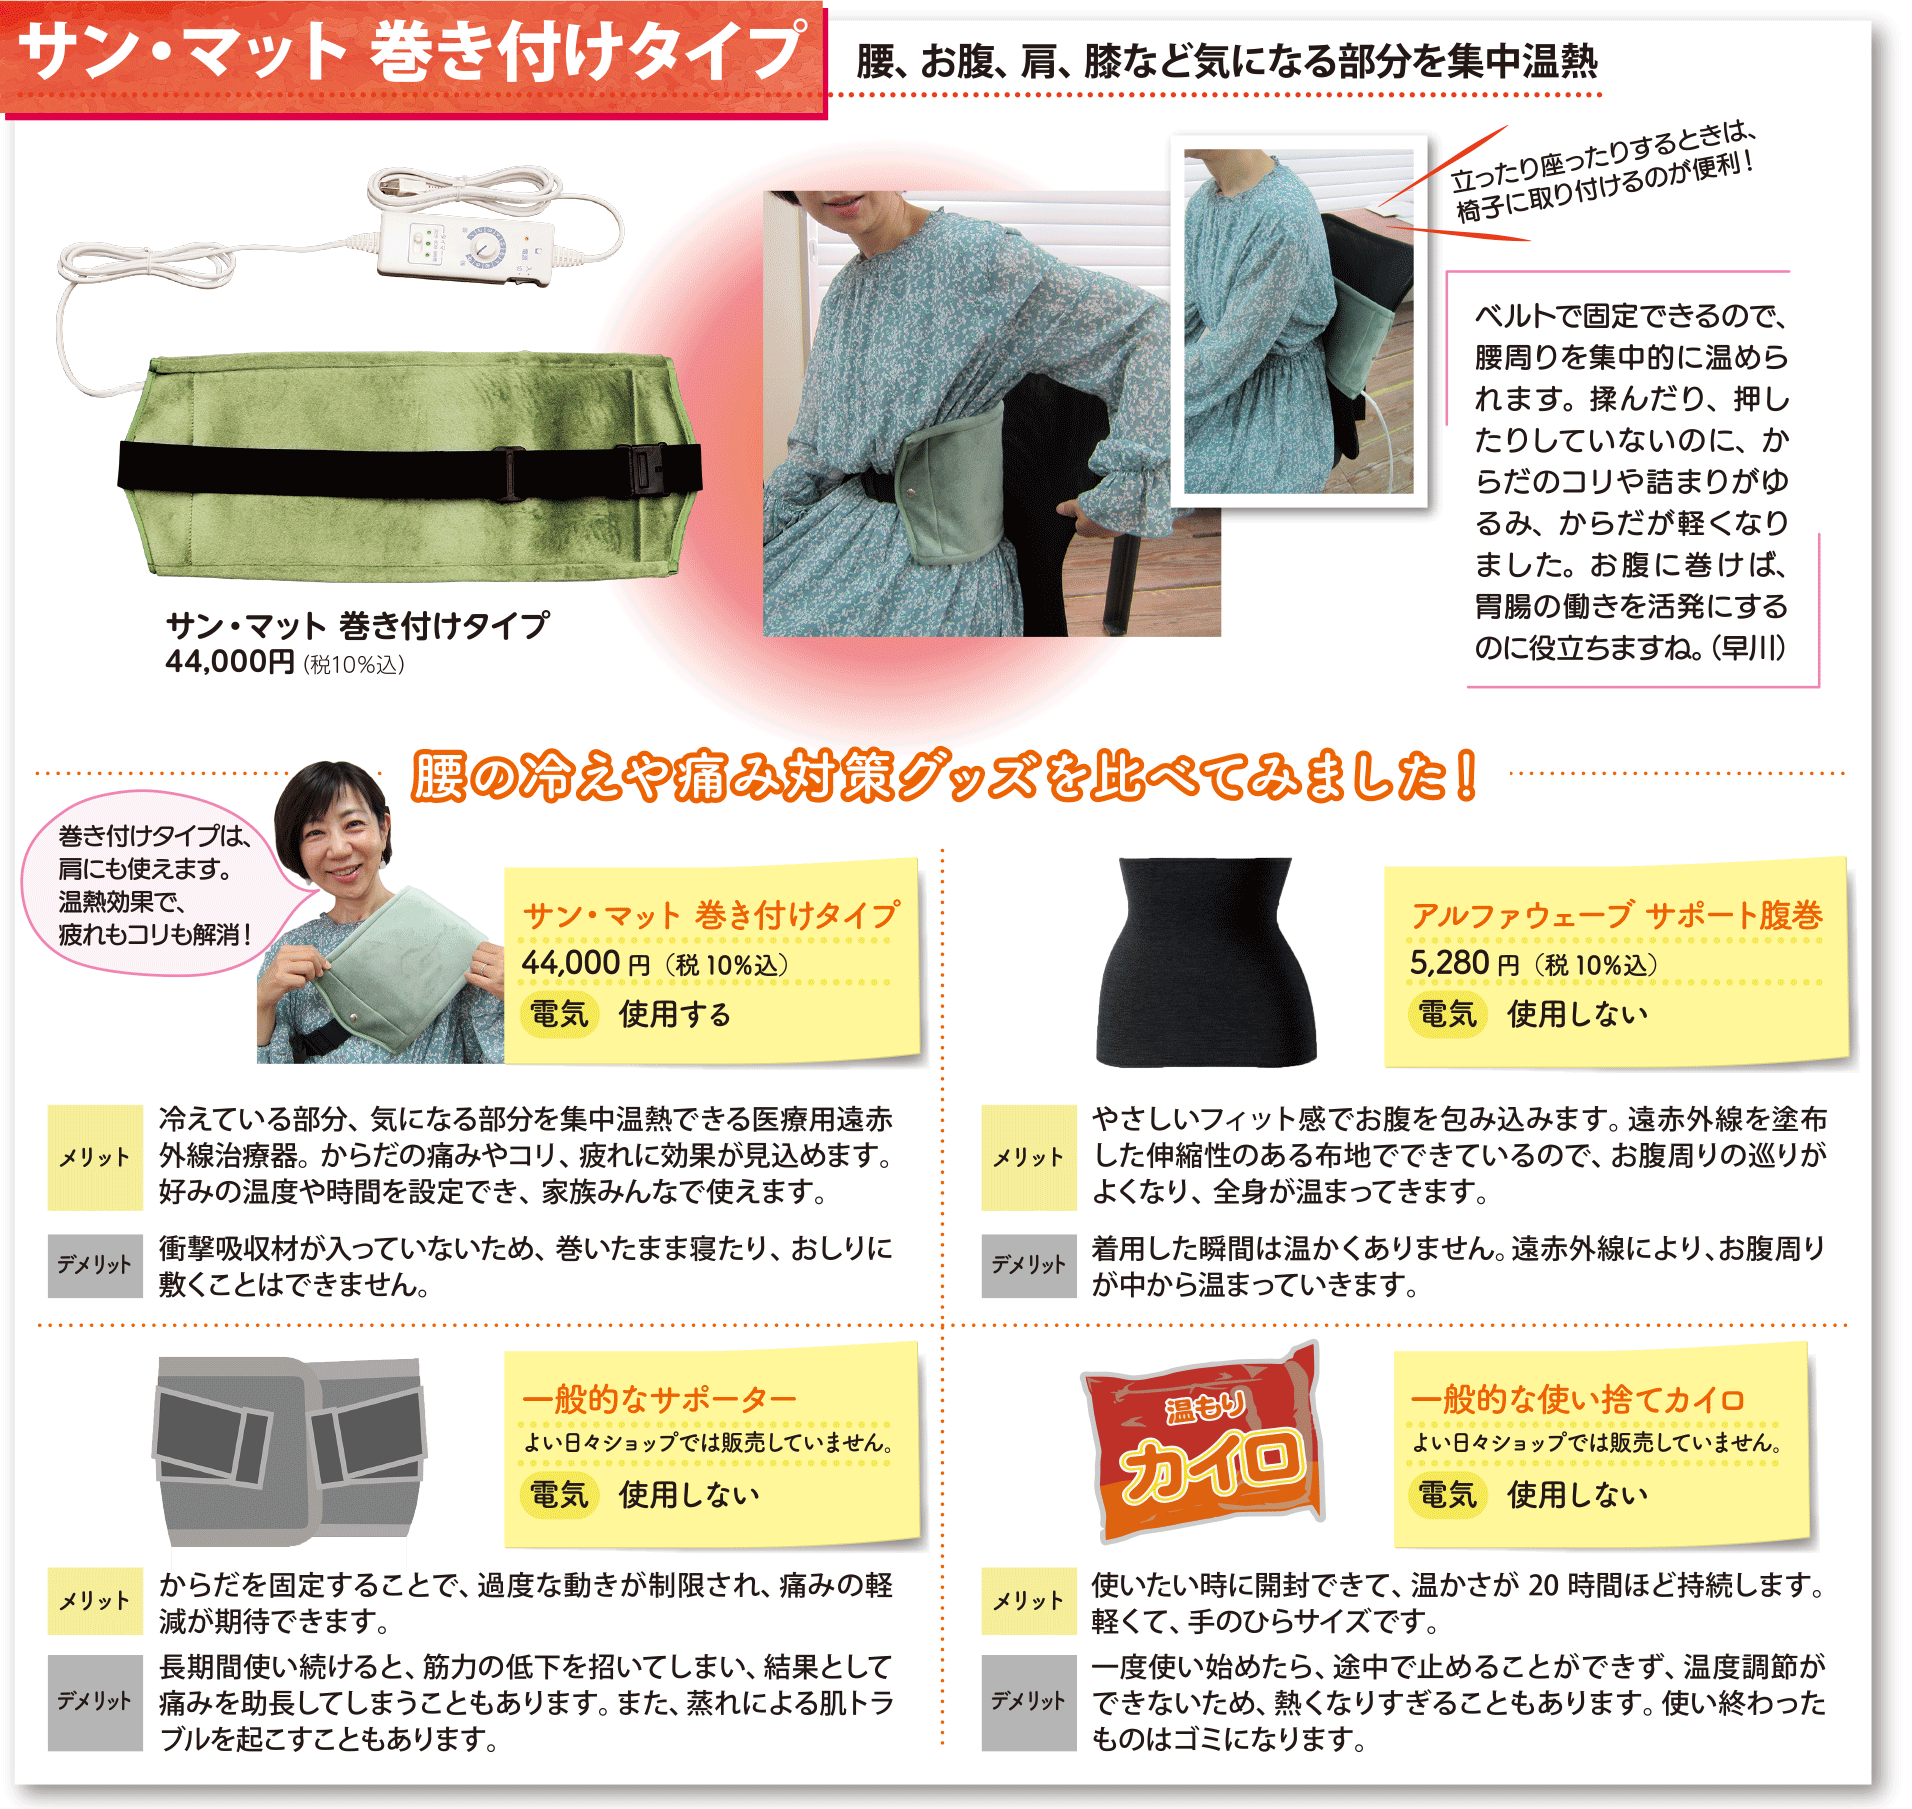 サン・マット 巻き付けタイプ
腰、お腹、肩、膝など気になる部分を集中温熱
立ったり座ったりするときは、
椅子に取り付けるのが便利！
ベルトで固定できるので、
腰周りを集中的に温めら
れます。揉んだり、押し
たりしていないのに、か
らだのコリや詰まりがゆ
るみ、からだが軽くなり
ました。お腹に巻けば、
胃腸の働きを活発にする
のに役立ちますね。（早川）
サン・マット 巻き付けタイプ
44,000円（税10％込）
腰の冷えや痛み対策グッズを比べてみました！
巻き付けタイプは、
肩にも使えます。
温熱効果で、
疲れもコリも解消！
サン・マット 巻き付けタイプ
44,000 円（税 10％込）
電気 使用する
メリット
冷えている部分、気になる部分を集中温熱できる医療用遠赤
外線治療器。からだの痛みやコリ、疲れに効果が見込めます。
好みの温度や時間を設定でき、家族みんなで使えます。
デメリット
衝撃吸収材が入っていないため、巻いたまま寝たり、おしりに
敷くことはできません。
アルファウェーブ サポート腹巻
5,280 円（税 10％込）
電気 使用しない
メリット
やさしいフィット感でお腹を包み込みます。遠赤外線を塗布
した伸縮性のある布地でできているので、お腹周りの巡りが
よくなり、全身が温まってきます。
デメリット
着用した瞬間は温かくありません。遠赤外線により、お腹周り
が中から温まっていきます。
一般的なサポーター
よい日々ショップでは販売していません。
電気 使用しない
メリット
からだを固定することで、過度な動きが制限され、痛みの軽
減が期待できます。
デメリット
長期間使い続けると、筋力の低下を招いてしまい、結果として
痛みを助長してしまうこともあります。また、蒸れによる肌トラ
ブルを起こすこともあります。
温もり
カイロ
一般的な使い捨てカイロ
よい日々ショップでは販売していません。
電気 使用しない
メリット
使いたい時に開封できて、温かさが 20 時間ほど持続します。
軽くて、手のひらサイズです。
デメリット
一度使い始めたら、途中で止めることができず、温度調節が
できないため、熱くなりすぎることもあります。使い終わった
ものはゴミになります。